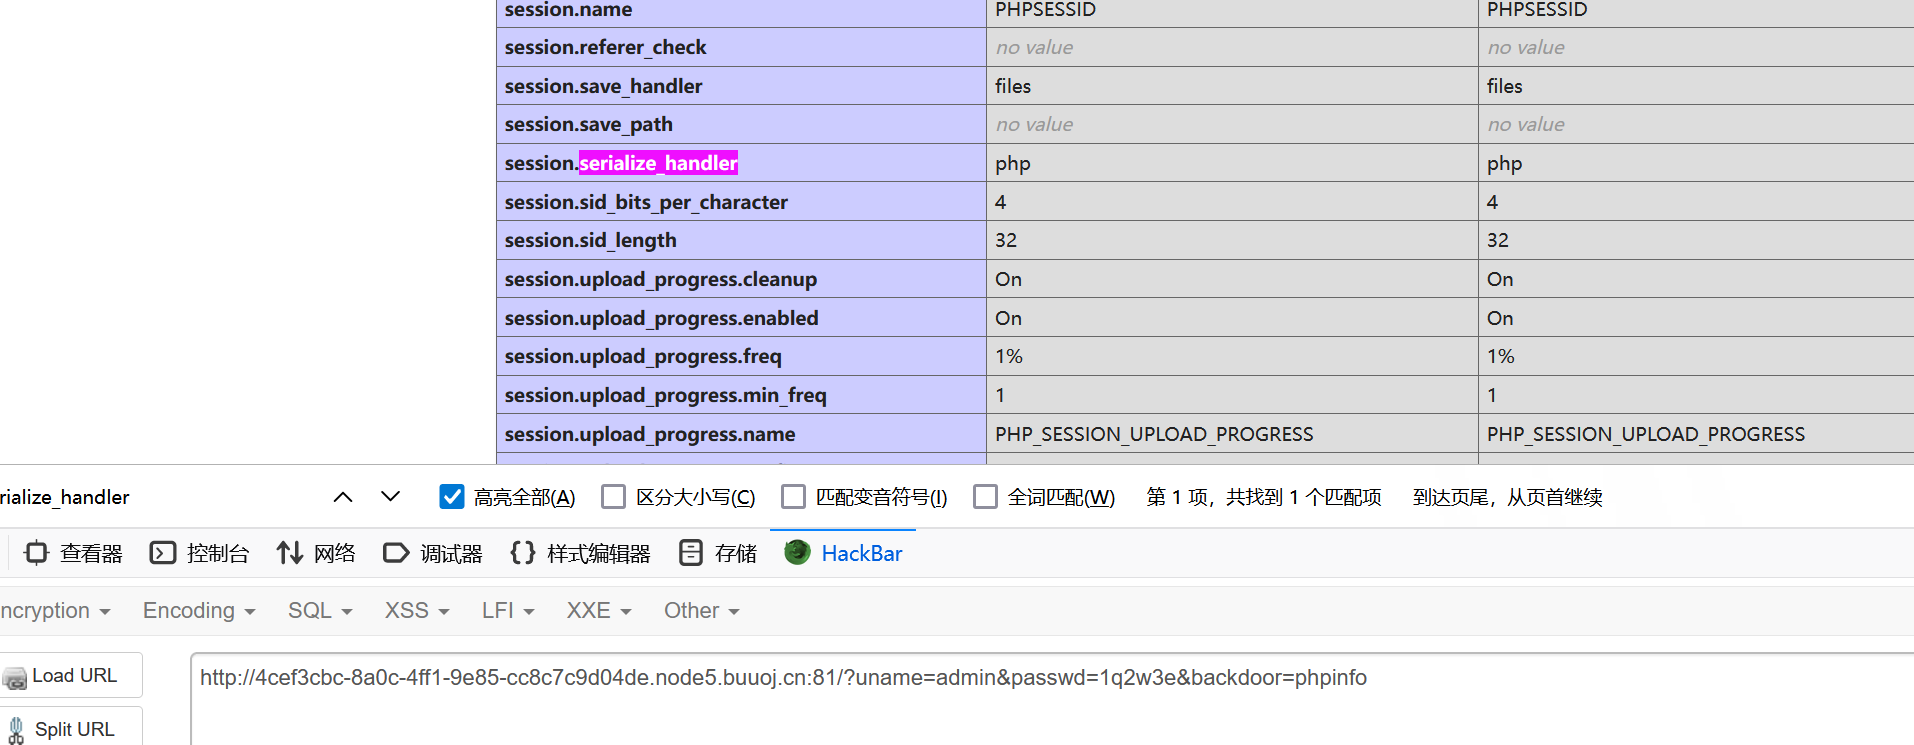 session.name PHPSESSID PHPSESSID
session.referer_check no value no value
session.save_handler files files
session.save_path no value no value
session.serialize_handler php php
session.sid_bits_per_character 4 4
session.sid_length 32 32
session.upload_progress.cleanup On On
session.upload_progress.enabled On On
session.upload_progress.freq 1% 1%
session.upload_progress.min_freq 1 1
session.upload_progress.name PHP_SESSION_UPLOAD_PROGRESS PHP_SESSION_UPLOAD_PROGRESS
rialize_handler 高亮全部(A) 区分大小写(C) 匹配变音符号(I) 全词匹配(W) 第 1 项，共找到 1 个匹配项 到达页尾，从页首继续
查看器 控制台 网络 调试器 样式编辑器 存储 HackBar
ncryption Encoding SQL XSS LFI XXE Other
Load URL http://4cef3cbc-8a0c-4ff1-9e85-cc8c7c9d04de.node5.buuoj.cn:81/?uname=admin&passwd=1q2w3e&backdoor=phpinfo
Split URL